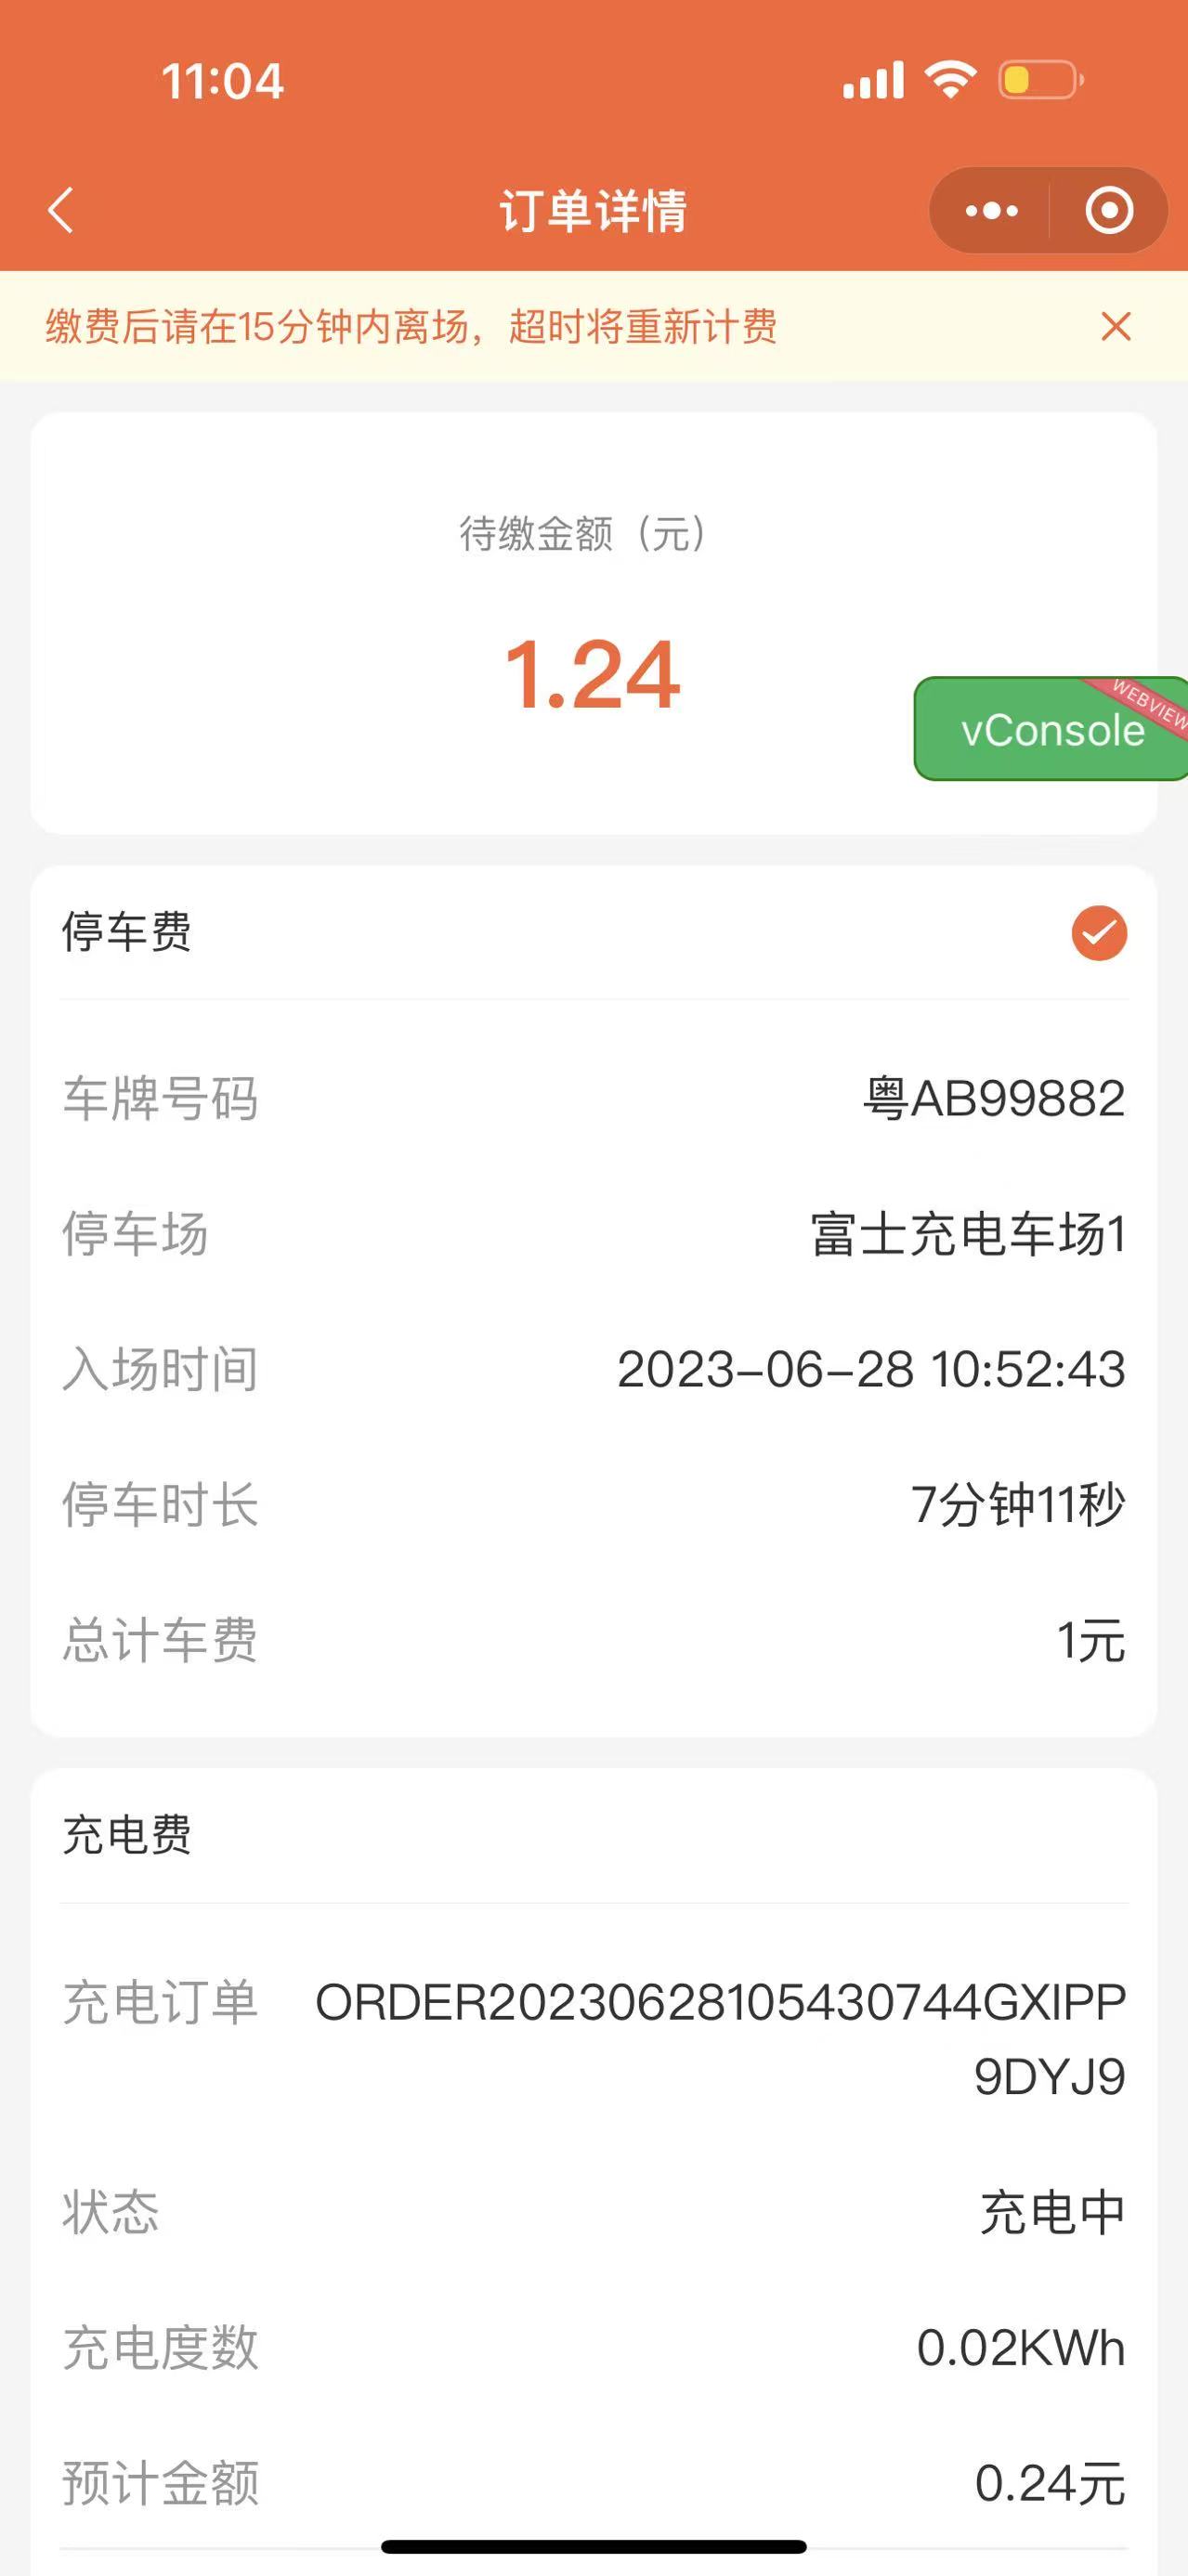 11:04
订单详情
缴费后请在15分钟内离场，超时将重新计费
待缴金额（元）
1.24
WEBVIEW
vConsole
停车费
车牌号码 粤AB99882
停车场 富士充电车场1
入场时间 2023-06-28 10:52:43
停车时长 7分钟11秒
总计车费 1元
充电费
充电订单 ORDER20230628105430744GXIPP
9DYJ9
状态 充电中
充电度数 0.02KWh
预计金额 0.24元